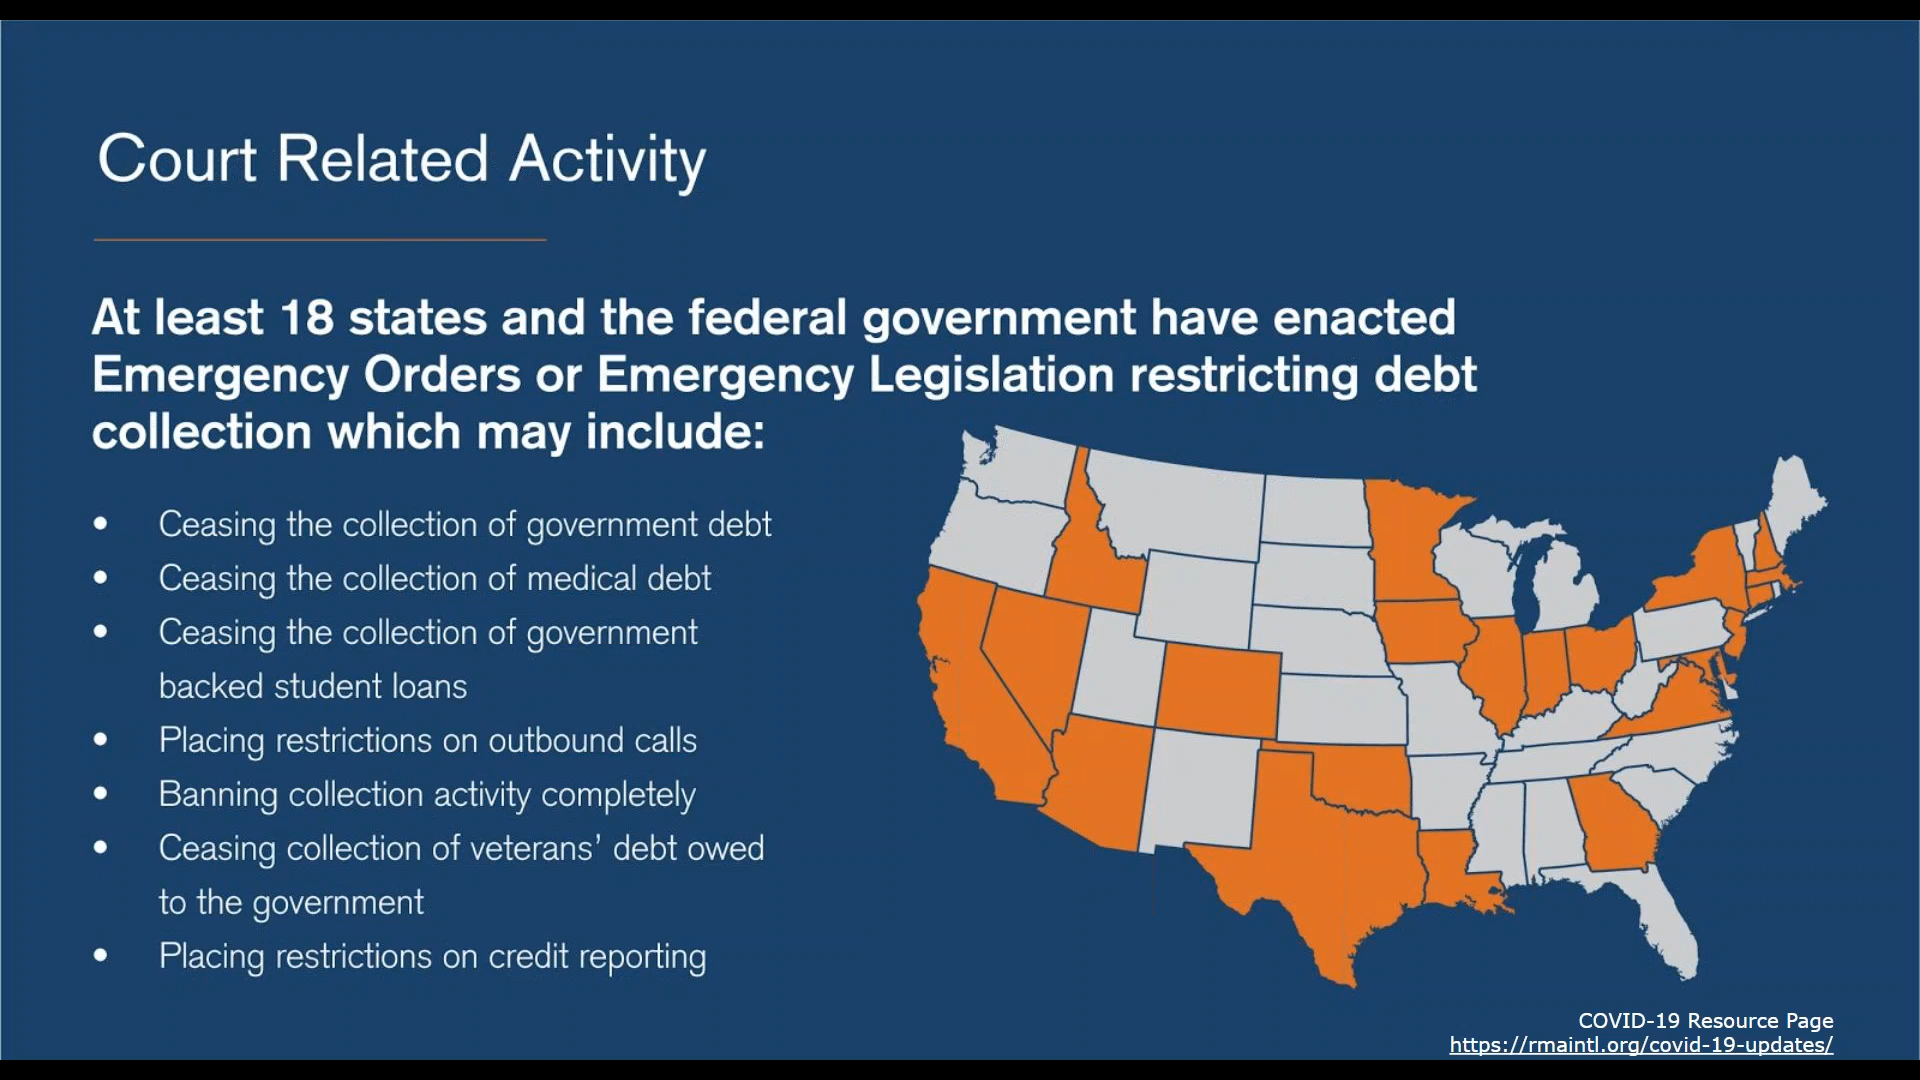 Court Related Activity
At least 18 states and the federal government have enacted
Emergency Orders or Emergency Legislation restricting debt
collection which may include:
• Ceasing the collection of government debt
• Ceasing the collection of medical debt
• Ceasing the collection of government
backed student loans
• Placing restrictions on outbound calls
• Banning collection activity completely
• Ceasing collection of veterans’ debt owed
to the government
• Placing restrictions on credit reporting
COVID-19 Resource Page
https://rmaintl.org/covid-19-updates/